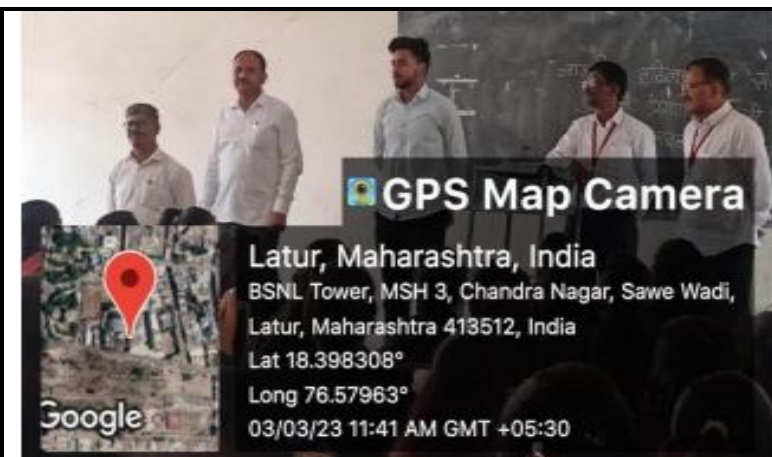 GPS Map Camera
Latur, Maharashtra, India
BSNL Tower, MSH 3, Chandra Nagar, Sawe Wadi,
Latur, Maharashtra 413512, India
Lat 18.398308°
Long 76.57963°
03/03/23 11:41 AM GMT +05:30
Google